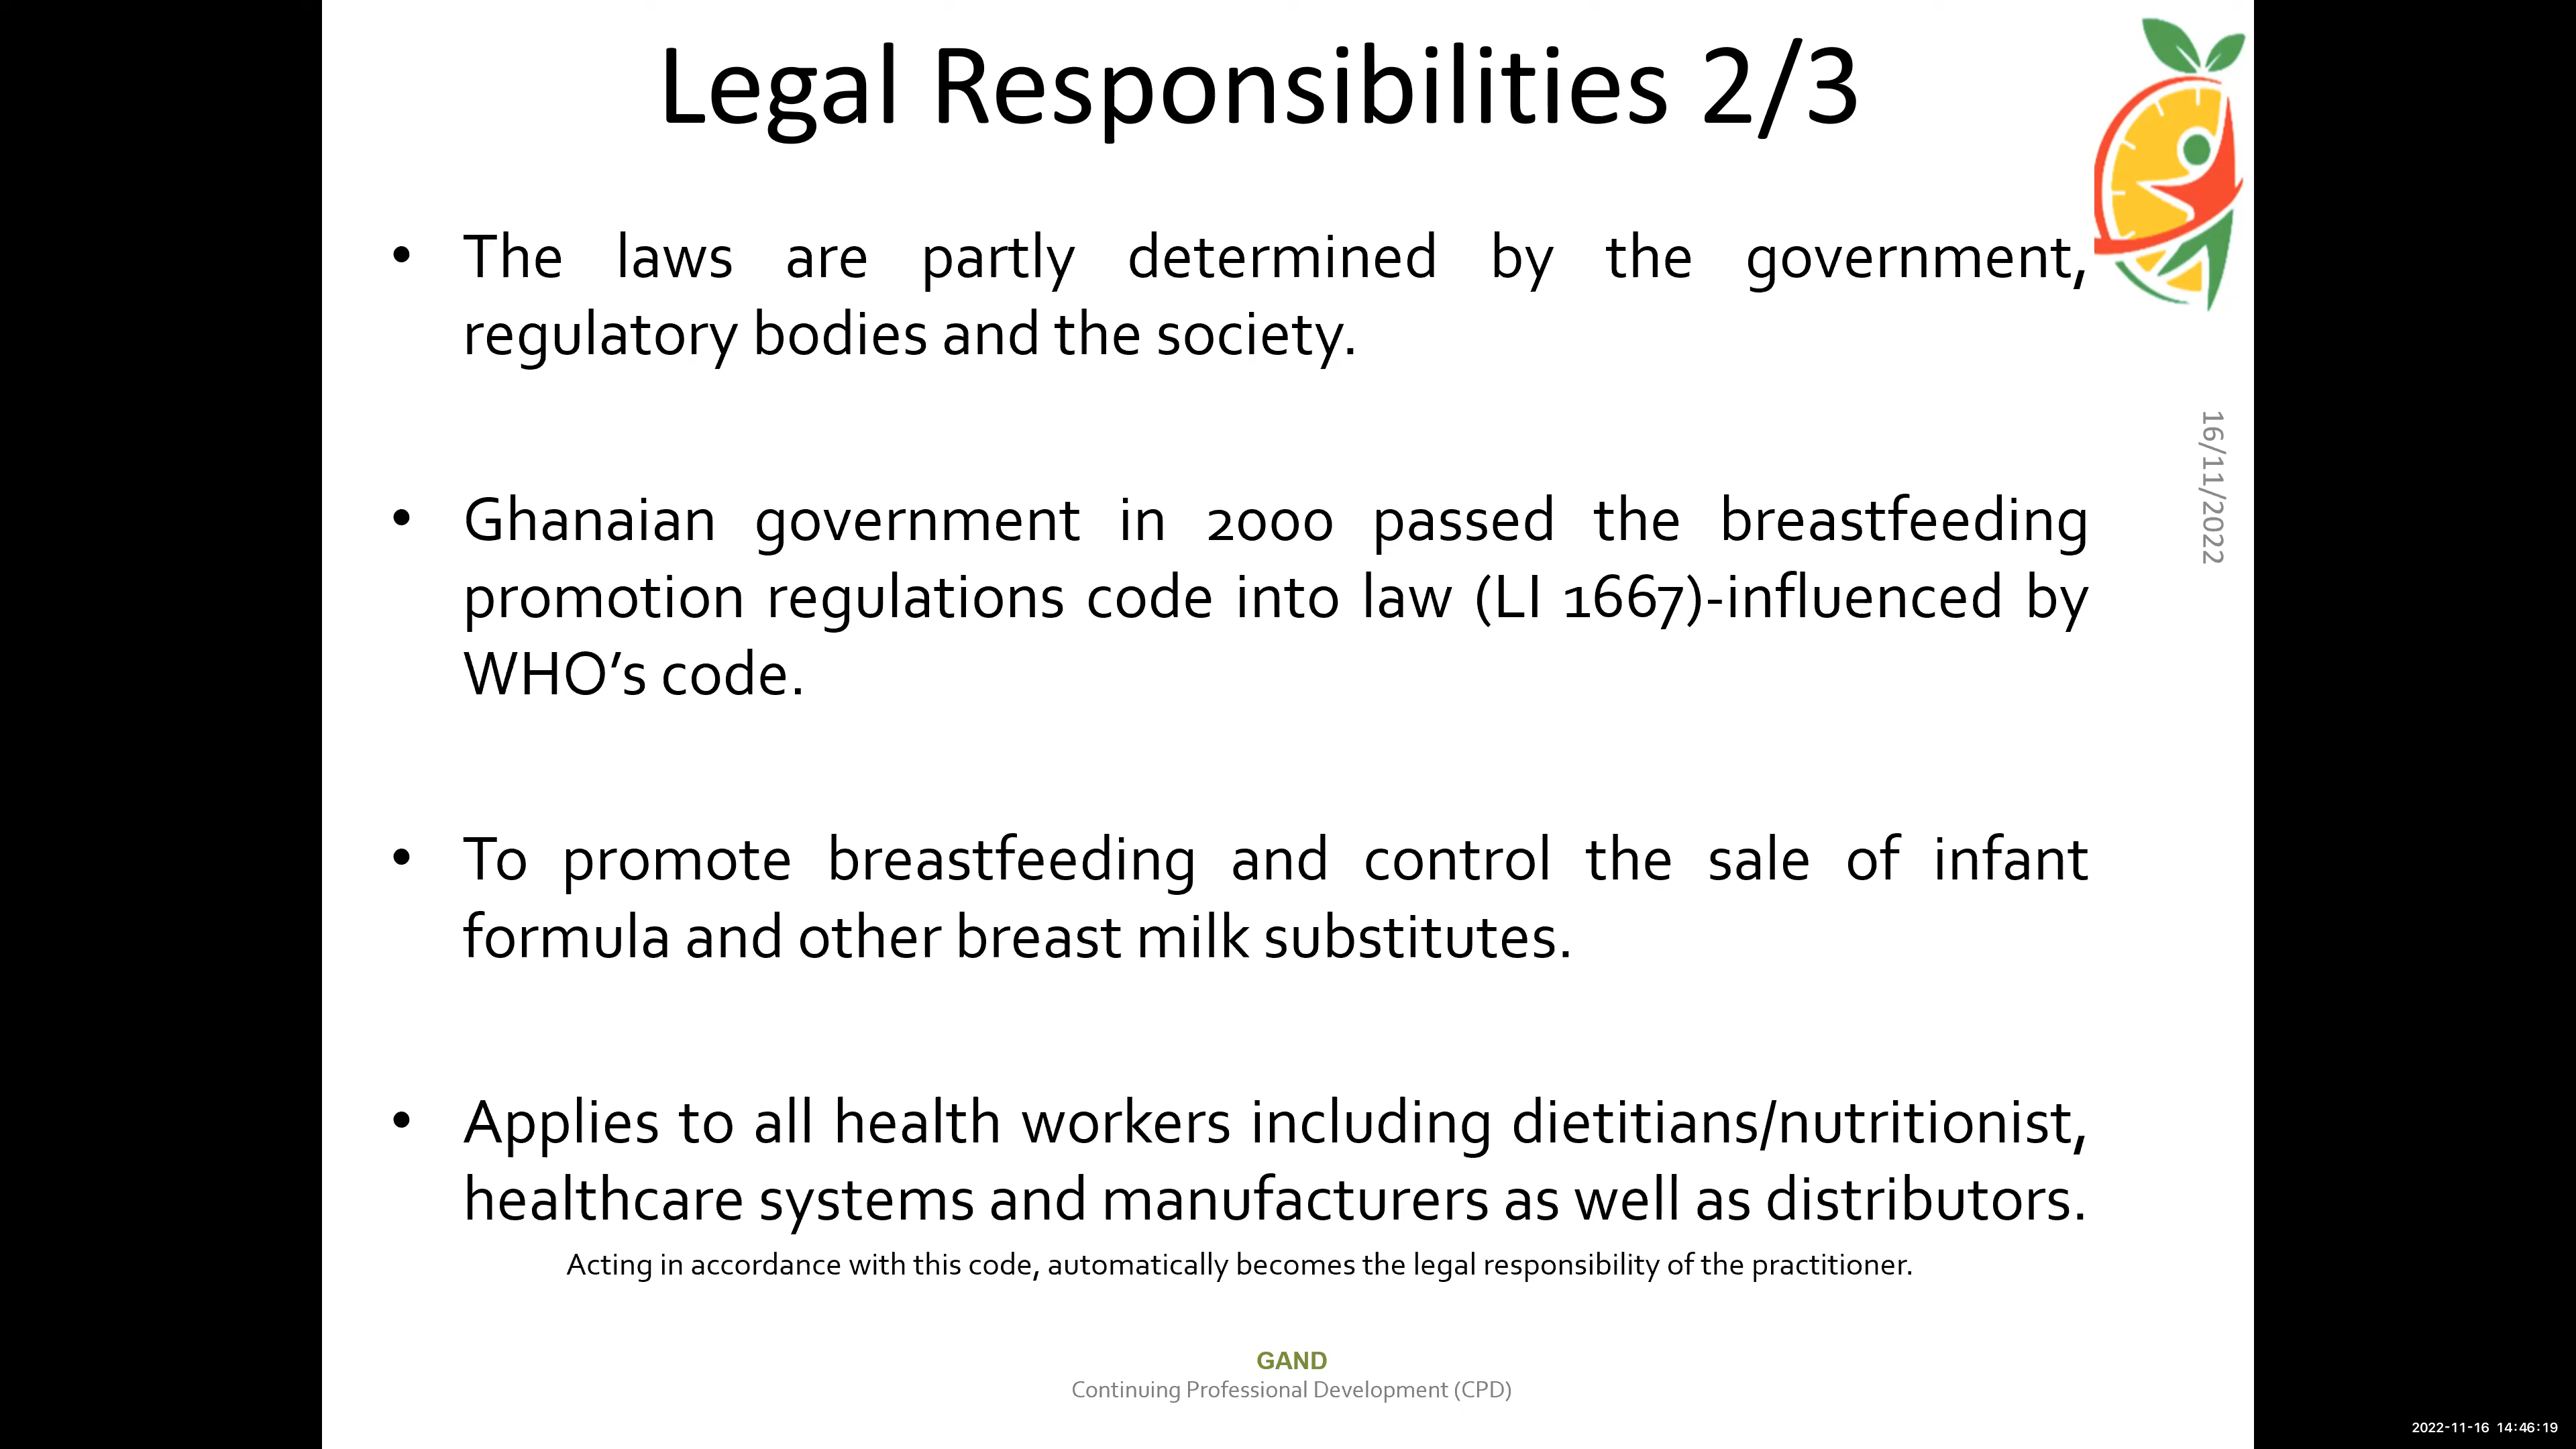 Legal Responsibilities 2/3
• The laws are partly determined by the government,
regulatory bodies and the society.
16/11/2022
• Ghanaian government in 2000 passed the breastfeeding
promotion regulations code into law (LI 1667)-influenced by
WHO’s code.
• To promote breastfeeding and control the sale of infant
formula and other breast milk substitutes.
• Applies to all health workers including dietitians/nutritionist,
healthcare systems and manufacturers as well as distributors.
Acting in accordance with this code, automatically becomes the legal responsibility of the practitioner.
GAND
Continuing Professional Development (CPD)
2022-11-16 14:46:19